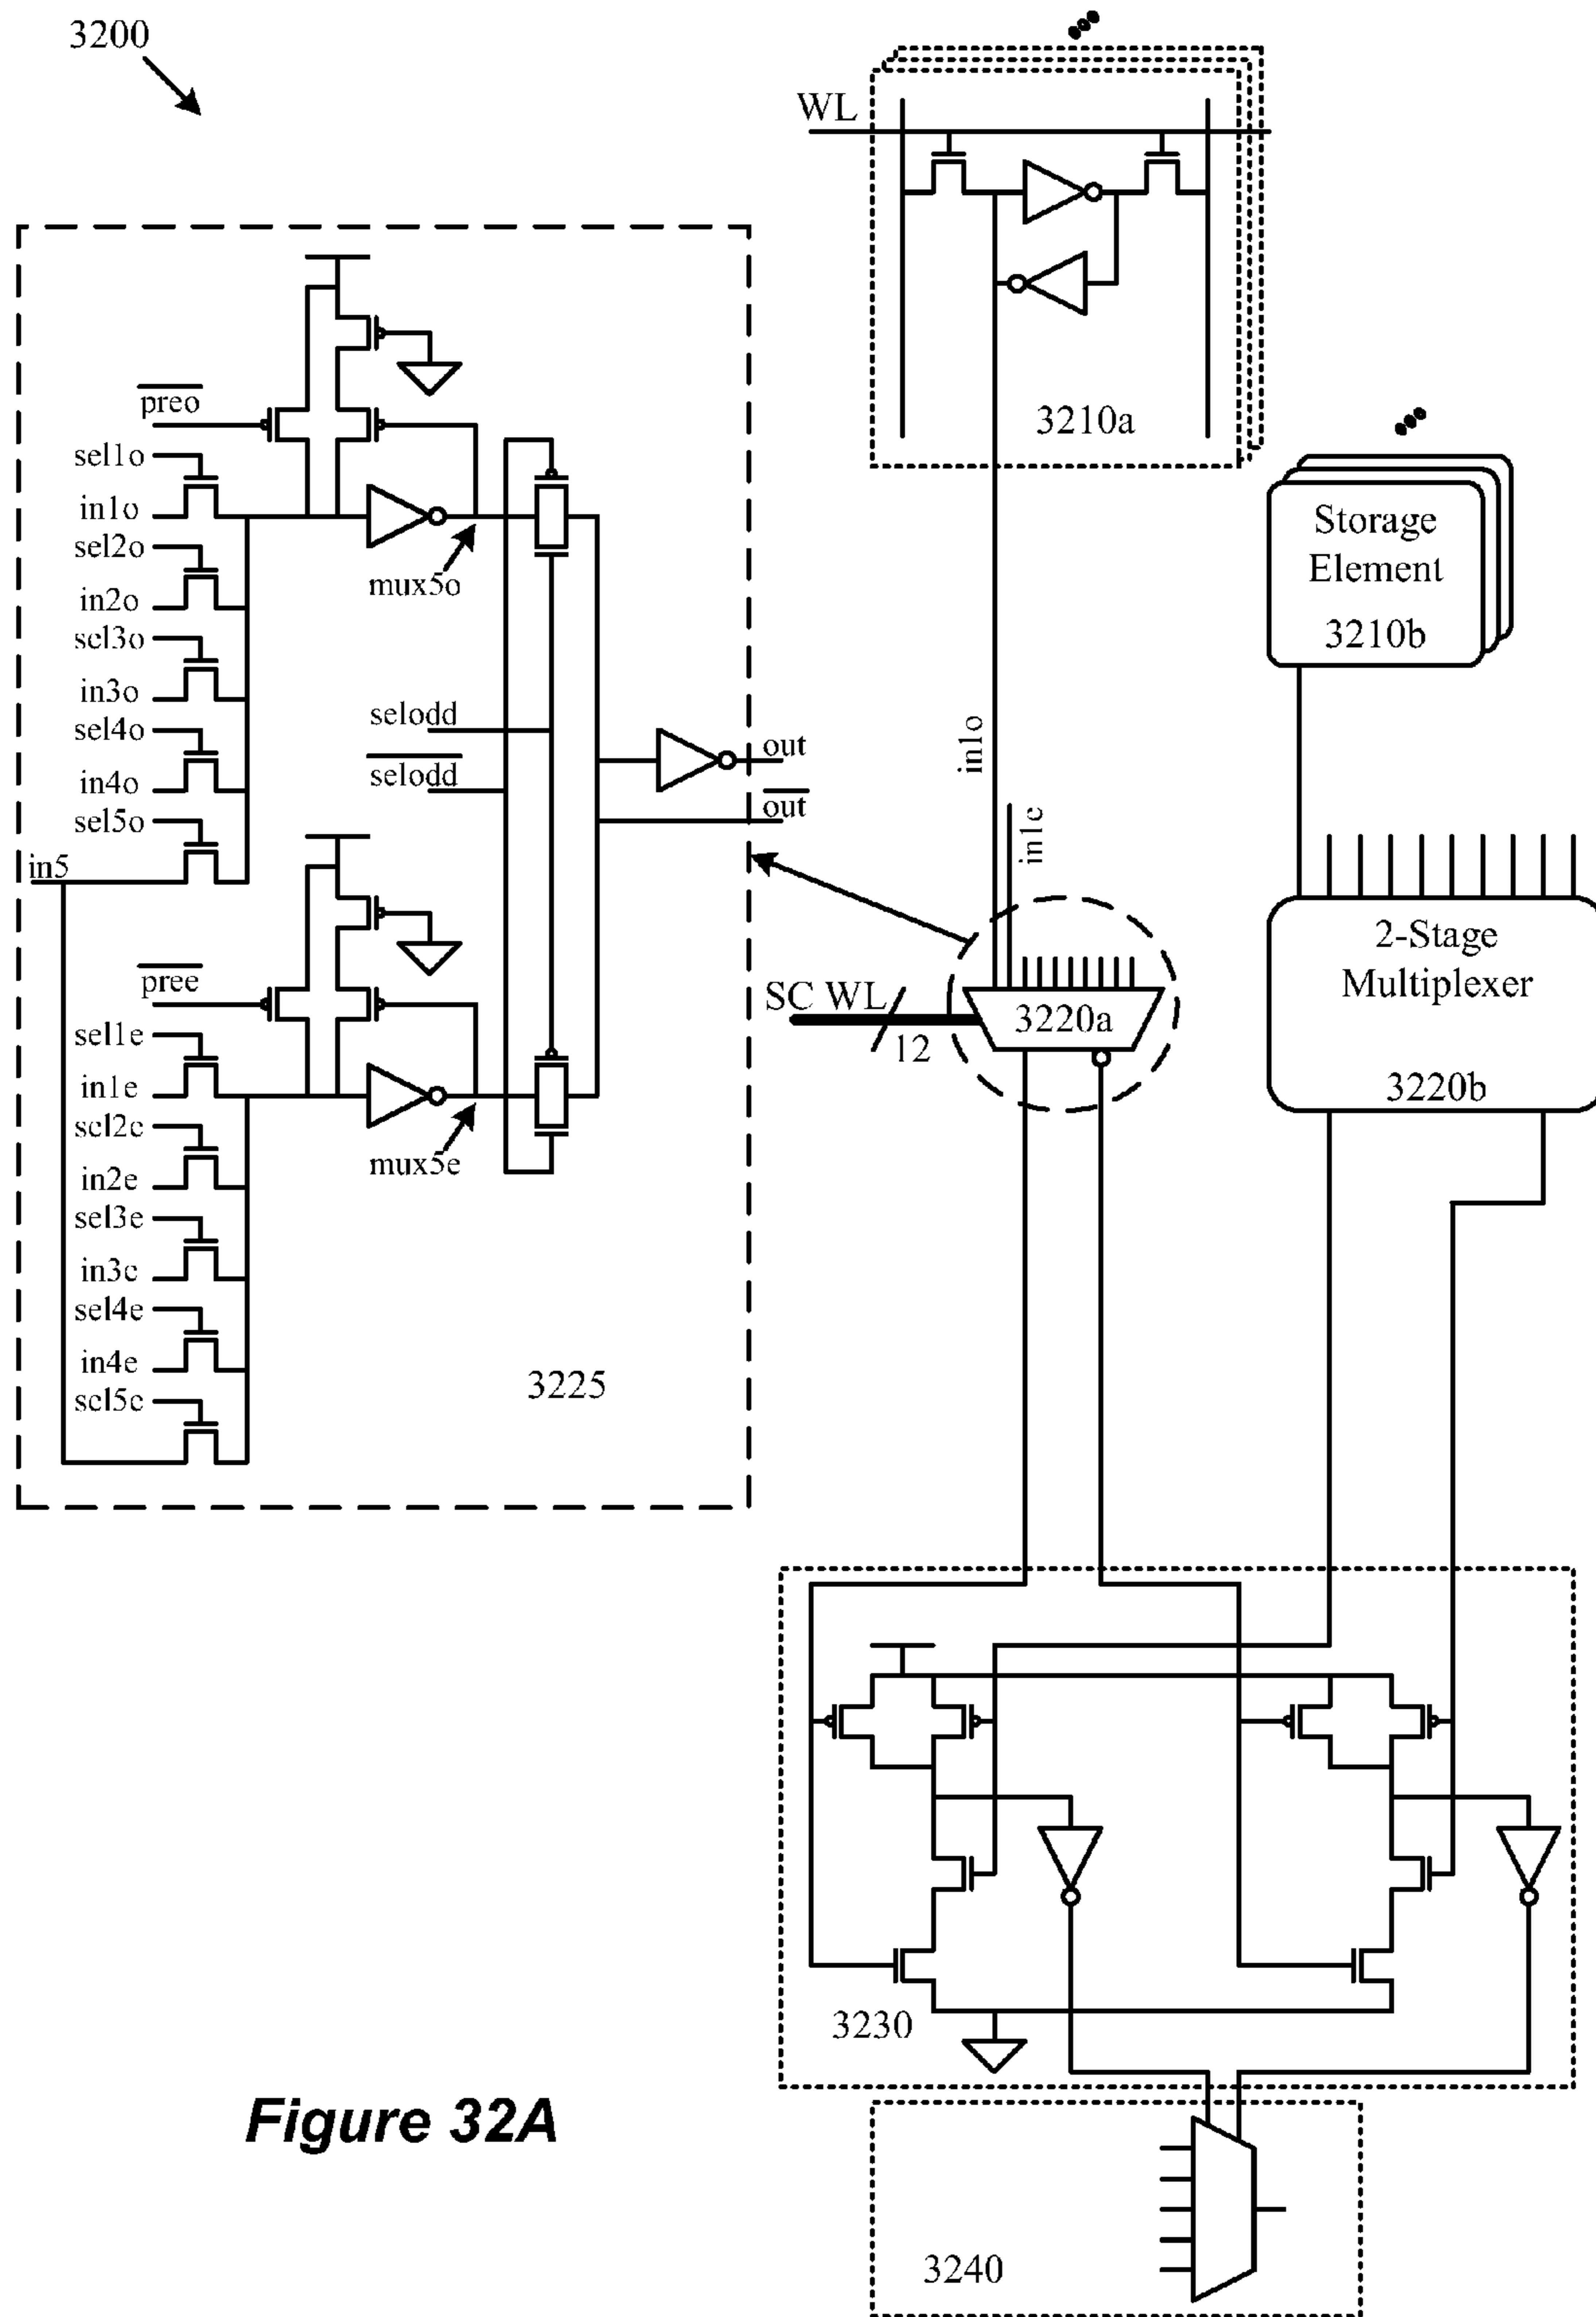 3200
WL
3210a
preo
sel1o
in1o
sel2o
in2o
sel3o
in3o
sel4o
in4o
sel5o
in5
mux5o
selodd
selodd
out
out
pree
sel1e
in1e
sel2e
in2e
sel3e
in3e
sel4e
in4e
sel5e
mux5e
3225
Storage
Element
3210b
in1o
in1e
SC WL
12
3220a
2-Stage
Multiplexer
3220b
3230
3240
Figure 32A